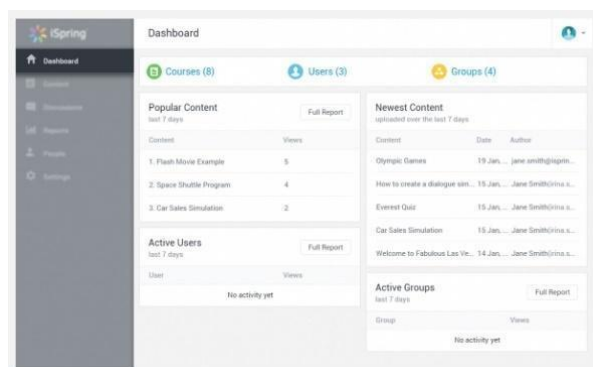 iSpring
Dashboard
Dashboard
Content
Discussions
Reports
People
Settings
Courses (8)
Users (3)
Groups (4)
Popular Content
last 7 days
Full Report
Content Views
1. Flash Movie Example 5
2. Space Shuttle Program 4
3. Car Sales Simulation 2
Active Users
last 7 days
Full Report
User Views
No activity yet
Newest Content
uploaded over the last 7 days
Content Date Author
Olympic Games 19 Jan, ... jane.smith@isprin...
How to create a dialogue sim... 15 Jan, ... Jane Smith(irina.s...
Everest Quiz 15 Jan, ... Jane Smith(irina.s...
Car Sales Simulation 15 Jan, ... Jane Smith(irina.s...
Welcome to Fabulous Las Ve... 14 Jan, ... Jane Smith(irina.s...
Active Groups
last 7 days
Full Report
Group Views
No activity yet